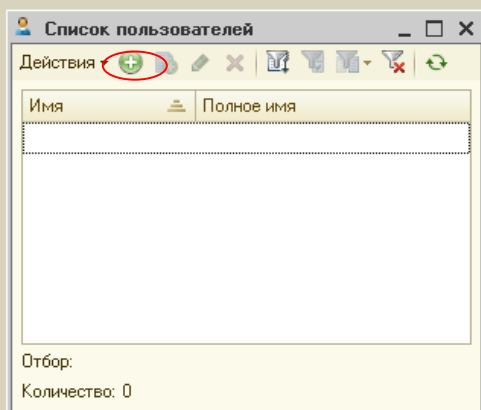 Список пользователей
Действия
Имя Полное имя
Отбор:
Количество: 0